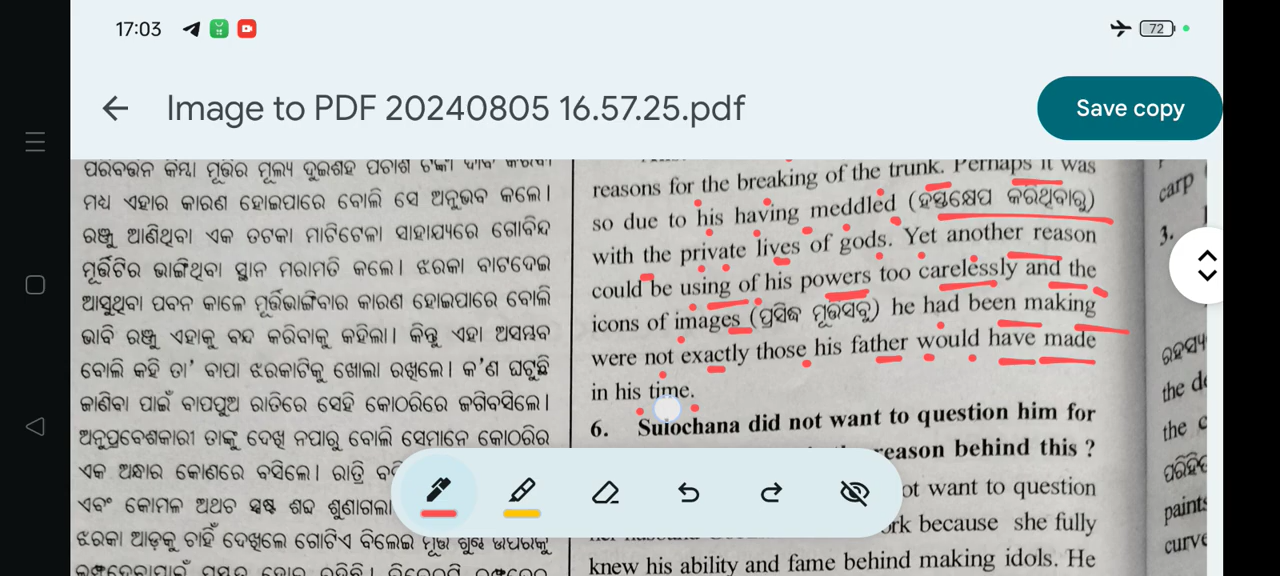 17:03
72
Image to PDF 20240805 16.57.25.pdf
Save copy
ପରିବର୍ତ୍ତନ କିମ୍ବା ମୂର୍ତ୍ତିର ମୂଲ୍ୟ ଦୁଇଶହ ପଚାଶ ଟଙ୍କା ଦାବି
ମଧ୍ୟ ଏହାର କାରଣ ହୋଇପାରେ ବୋଲି ସେ ଅନୁଭବ କଲେ।
ରଞ୍ଜୁ ଆଣିଥିବା ଏକ ତଟକା ମାଟିଟେଳା ସାହାଯ୍ୟରେ ଗୋବିନ୍ଦ
ମୂର୍ତ୍ତିଟିର ଭାଙ୍ଗିଥିବା ସ୍ଥାନ ମରାମତି କଲେ। ଝରକା ବାଟଦେଇ
ଆସୁଥିବା ପବନ କାଳେ ମୂର୍ତ୍ତିଭାଙ୍ଗିବାର କାରଣ ହୋଇପାରେ ବୋଲି
ଭାବି ରଞ୍ଜୁ ଏହାକୁ ବନ୍ଦ କରିବାକୁ କହିଲା। କିନ୍ତୁ ଏହା ଅସମ୍ଭବ
ବୋଲି କହି ତା’ ବାପା ଝରକାଟିକୁ ଖୋଲା ରଖିଲେ। କ’ଣ ଘଟୁଛି
ଜାଣିବା ପାଇଁ ବାପପୁଅ ରାତିରେ ସେହି କୋଠରିରେ ଜଗିବସିଲେ।
ଅନୁପ୍ରବେଶକାରୀ ତାଙ୍କୁ ଦେଖି ନପାରୁ ବୋଲି ସେମାନେ କୋଠରିର
ଏକ ଅନ୍ଧାର କୋଣରେ ବସିଲେ। ରାତ୍ରି
ଏବଂ କୋମଳ ଅଥଚ ସ୍ପଷ୍ଟ ଶବ୍ଦ
ଝରକା ଆଡ଼କୁ ଚାହିଁ ଦେଖିଲେ ଗୋଟିଏ ବିଲେଇ ମୂର୍ତ୍ତି ଶୁଣ୍ଢ ଉପରକୁ
reasons for the breaking of the trunk. Perhaps it was
so due to his having meddled (ହସ୍ତକ୍ଷେପ କରିଥିବାରୁ)
with the private lives of gods. Yet another reason
could be using of his powers too carelessly and the
icons of images (ପ୍ରସିଦ୍ଧ ମୂର୍ତ୍ତିସବୁ) he had been making
were not exactly those his father would have made
in his time.
6. Sulochana did not want to question him for
reason behind this ?
not want to question
because she fully
knew his ability and fame behind making idols. He
carp
3.
the
the
paints
curve